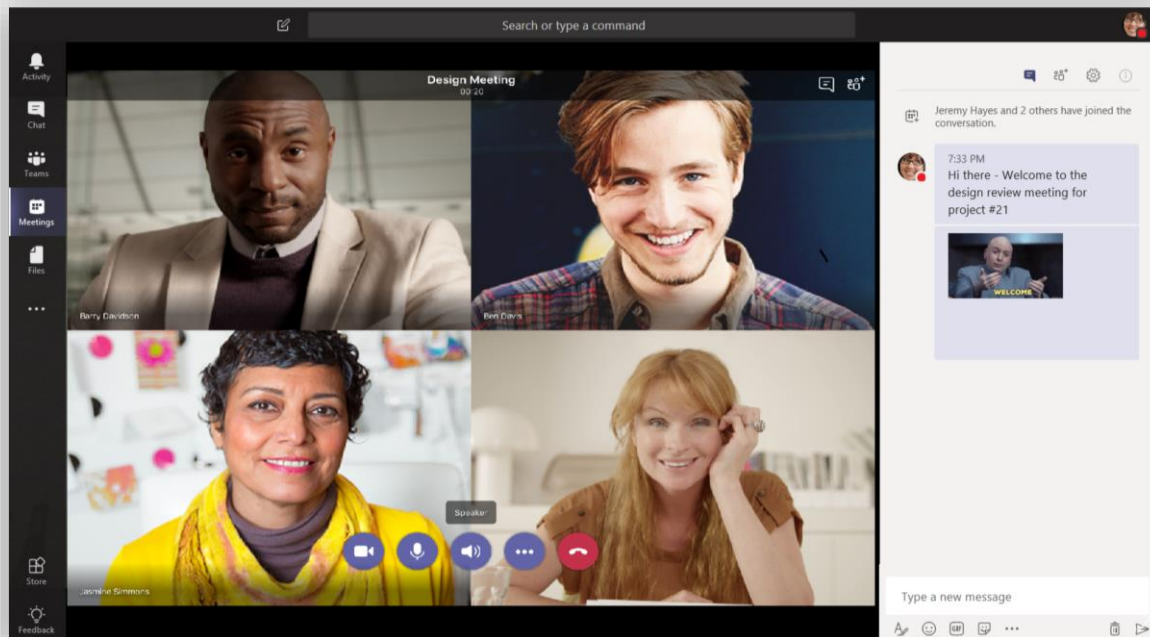 Search or type a command
Activity
Chat
Teams
Meetings
Files
Store
Feedback
Design Meeting
00:20
Barry Davidson
Ben Davis
Jasmine Simmons
Speaker
Jeremy Hayes and 2 others have joined the
conversation.
7:33 PM
Hi there - Welcome to the
design review meeting for
project #21
WELCOME
Type a new message
GIF